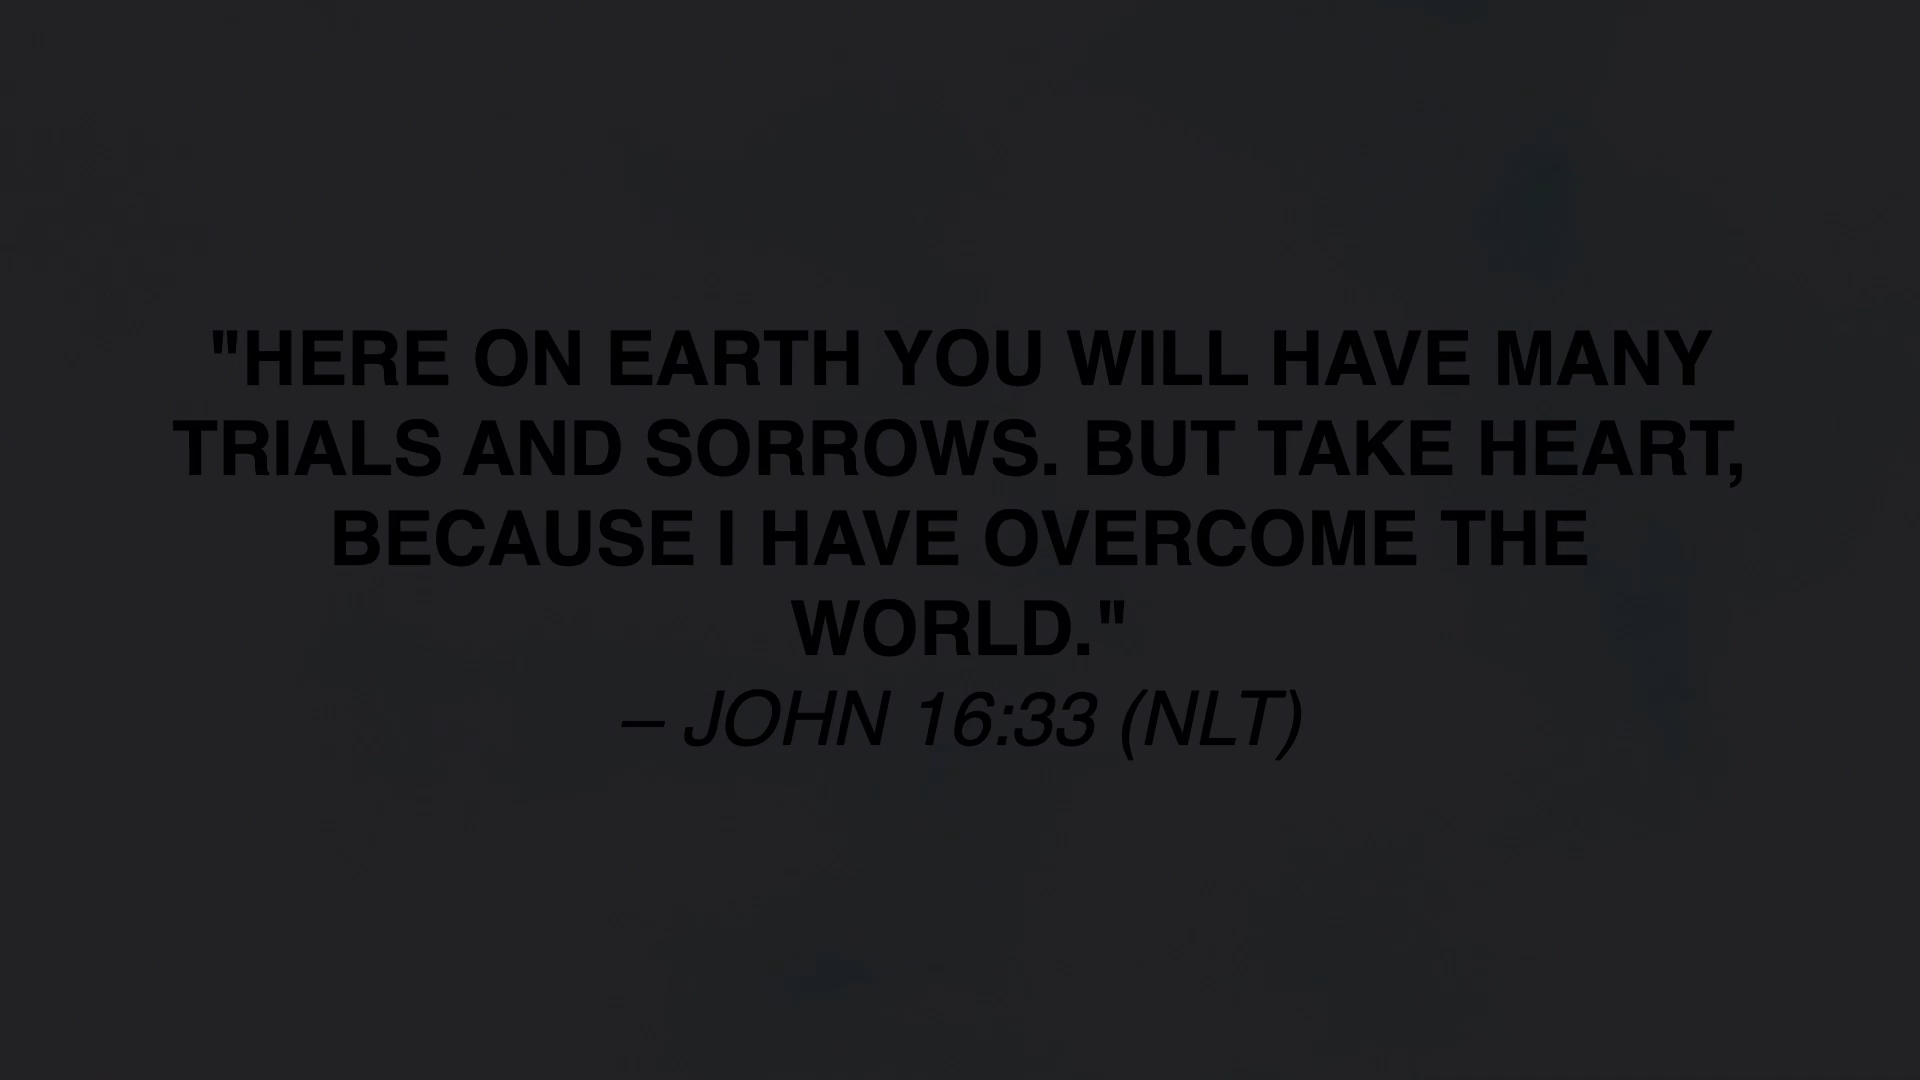 "HERE ON EARTH YOU WILL HAVE MANY
TRIALS AND SORROWS. BUT TAKE HEART,
BECAUSE I HAVE OVERCOME THE
WORLD."
– JOHN 16:33 (NLT)